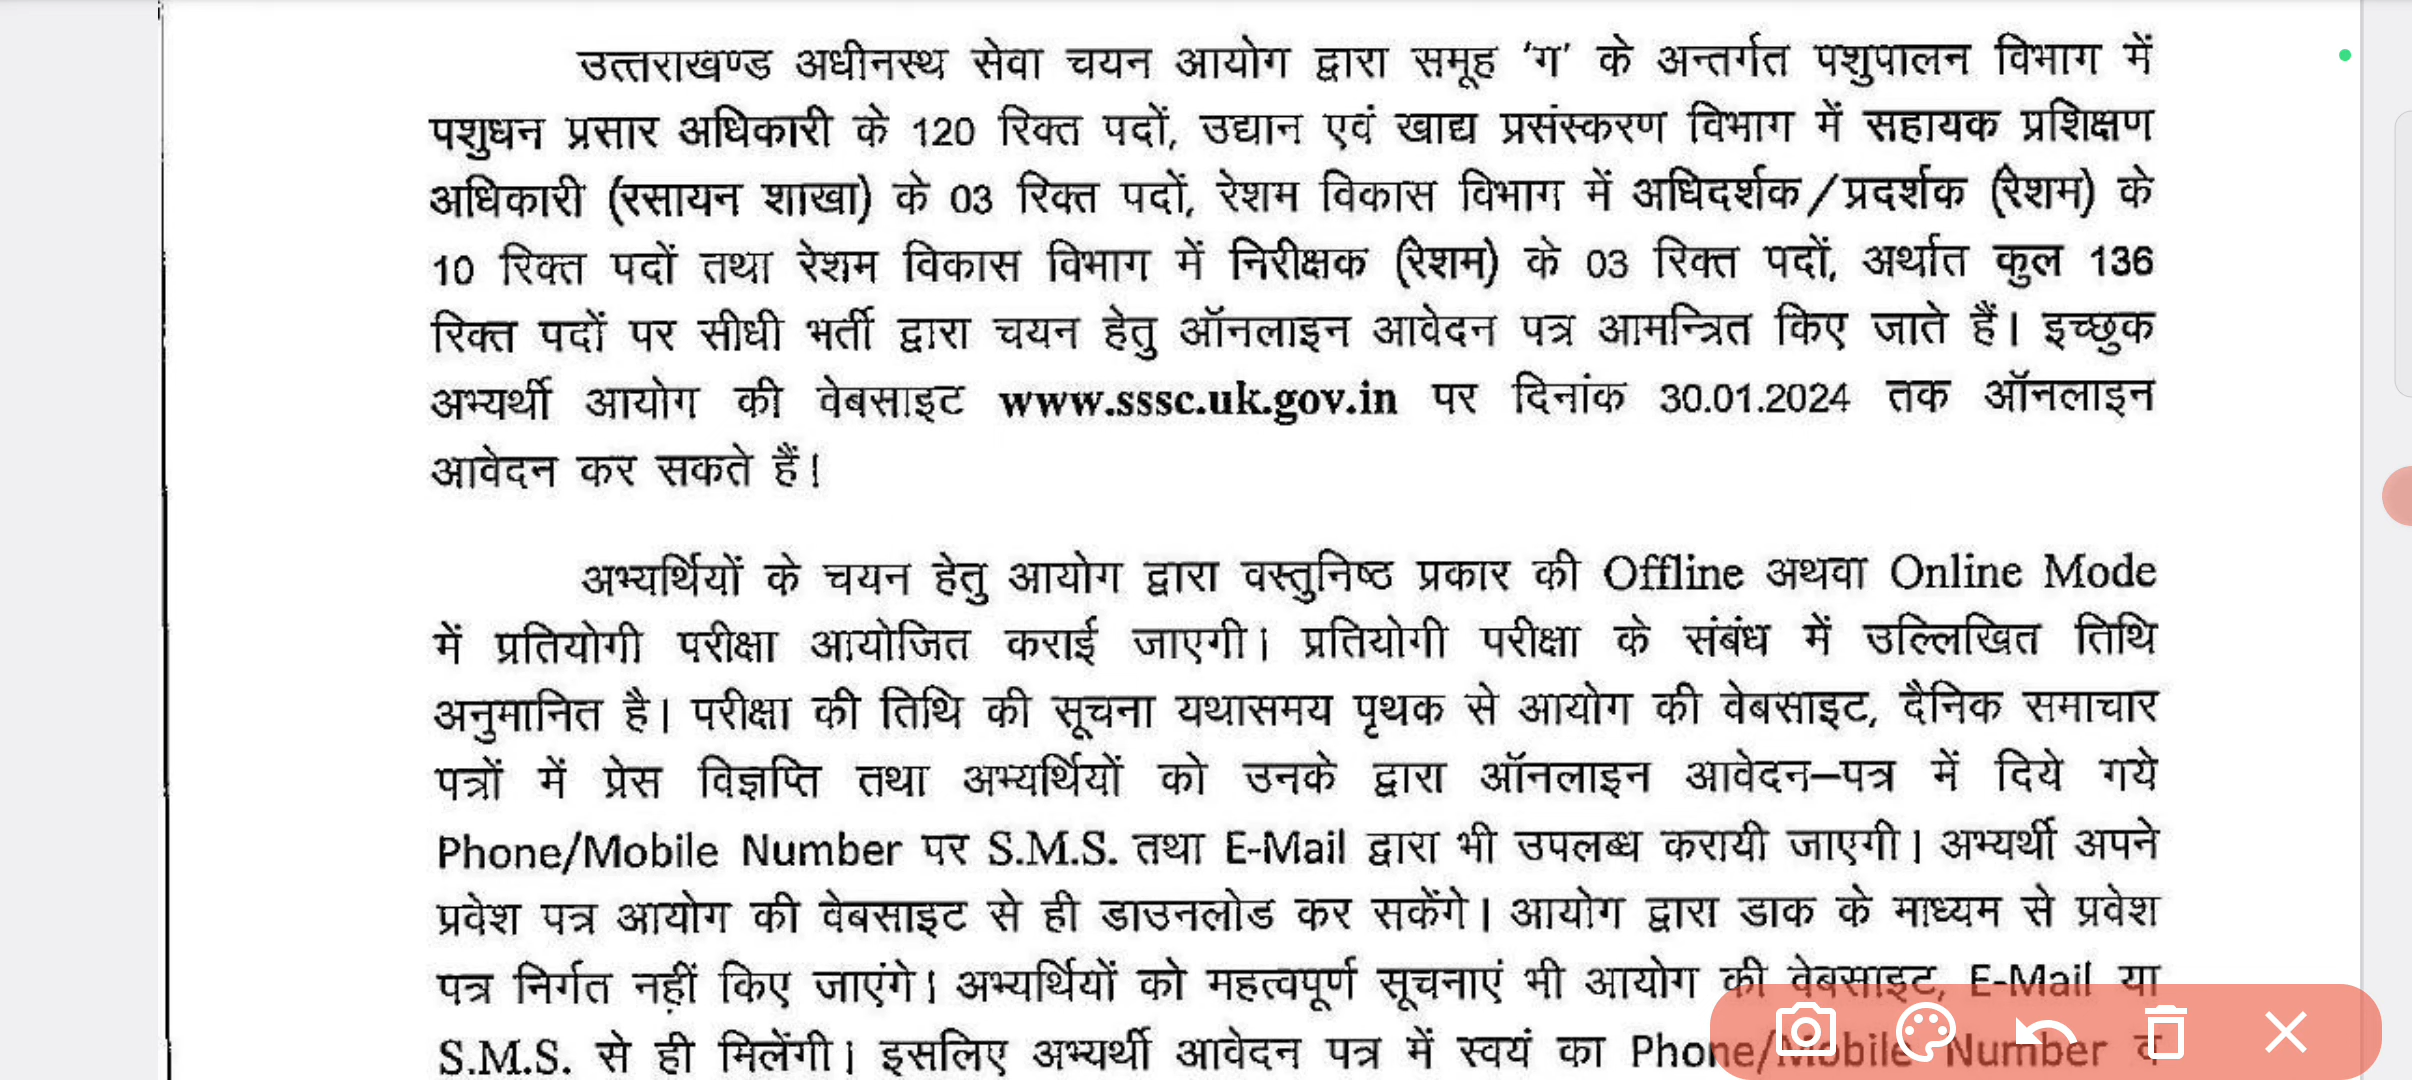 उत्तराखण्ड अधीनस्थ सेवा चयन आयोग द्वारा समूह 'ग' के अन्तर्गत पशुपालन विभाग में
पशुधन प्रसार अधिकारी के 120 रिक्त पदों, उद्यान एवं खाद्य प्रसंस्करण विभाग में सहायक प्रशिक्षण
अधिकारी (रसायन शाखा) के 03 रिक्त पदों, रेशम विकास विभाग में अधिदर्शक/प्रदर्शक (रेशम) के
10 रिक्त पदों तथा रेशम विकास विभाग में निरीक्षक (रेशम) के 03 रिक्त पदों, अर्थात कुल 136
रिक्त पदों पर सीधी भर्ती द्वारा चयन हेतु ऑनलाइन आवेदन पत्र आमन्त्रित किए जाते हैं। इच्छुक
अभ्यर्थी आयोग की वेबसाइट www.sssc.uk.gov.in पर दिनांक 30.01.2024 तक ऑनलाइन
आवेदन कर सकते हैं।
अभ्यर्थियों के चयन हेतु आयोग द्वारा वस्तुनिष्ठ प्रकार की Offline अथवा Online Mode
में प्रतियोगी परीक्षा आयोजित कराई जाएगी। प्रतियोगी परीक्षा के संबंध में उल्लिखित तिथि
अनुमानित है। परीक्षा की तिथि की सूचना यथासमय पृथक से आयोग की वेबसाइट, दैनिक समाचार
पत्रों में प्रेस विज्ञप्ति तथा अभ्यर्थियों को उनके द्वारा ऑनलाइन आवेदन–पत्र में दिये गये
Phone/Mobile Number पर S.M.S. तथा E-Mail द्वारा भी उपलब्ध करायी जाएगी। अभ्यर्थी अपने
प्रवेश पत्र आयोग की वेबसाइट से ही डाउनलोड कर सकेंगे। आयोग द्वारा डाक के माध्यम से प्रवेश
पत्र निर्गत नहीं किए जाएंगे। अभ्यर्थियों को महत्वपूर्ण सूचनाएं भी आयोग की वेबसाइट, E-Mail या
S.M.S. से ही मिलेंगी। इसलिए अभ्यर्थी आवेदन पत्र में स्वयं का Phone/Mobile Number